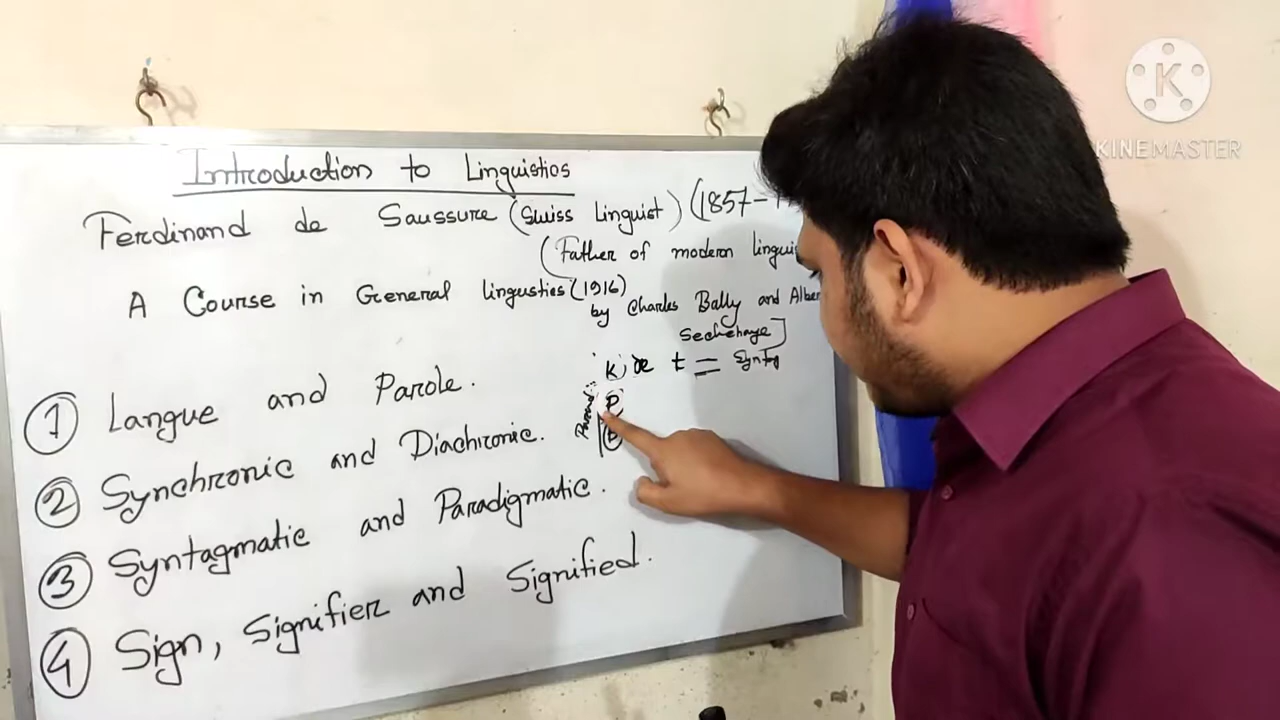 Introduction to Linguistics
Ferdinand de Saussure (Swiss Linguist) (1857-
(Father of modern linguis
A Course in General lingustics (1916)
by Charles Bally and Alber
Sechehaye]
K æ t = Syntag
P
B
① Langue and Parole.
② Synchronic and Diachronic.
③ Syntagmatic and Paradigmatic.
④ Sign, Signifier and Signified.
K
KINEMASTER